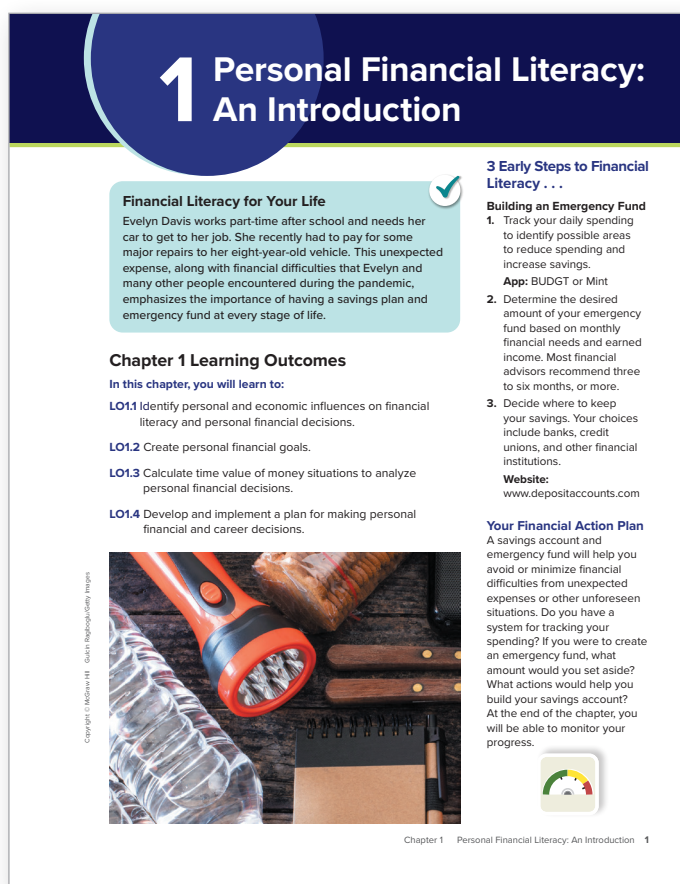 1
Personal Financial Literacy:
An Introduction
Financial Literacy for Your Life
Evelyn Davis works part-time after school and needs her
car to get to her job. She recently had to pay for some
major repairs to her eight-year-old vehicle. This unexpected
expense, along with financial difficulties that Evelyn and
many other people encountered during the pandemic,
emphasizes the importance of having a savings plan and
emergency fund at every stage of life.
Chapter 1 Learning Outcomes
In this chapter, you will learn to:
LO1.1 Identify personal and economic influences on financial
literacy and personal financial decisions.
LO1.2 Create personal financial goals.
LO1.3 Calculate time value of money situations to analyze
personal financial decisions.
LO1.4 Develop and implement a plan for making personal
financial and career decisions.
Copyright © McGraw Hill Gulcin Ragiboglu/Getty Images
3 Early Steps to Financial
Literacy . . .
Building an Emergency Fund
1. Track your daily spending
to identify possible areas
to reduce spending and
increase savings.
App: BUDGT or Mint
2. Determine the desired
amount of your emergency
fund based on monthly
financial needs and earned
income. Most financial
advisors recommend three
to six months, or more.
3. Decide where to keep
your savings. Your choices
include banks, credit
unions, and other financial
institutions.
Website:
www.depositaccounts.com
Your Financial Action Plan
A savings account and
emergency fund will help you
avoid or minimize financial
difficulties from unexpected
expenses or other unforeseen
situations. Do you have a
system for tracking your
spending? If you were to create
an emergency fund, what
amount would you set aside?
What actions would help you
build your savings account?
At the end of the chapter, you
will be able to monitor your
progress.
Chapter 1 Personal Financial Literacy: An Introduction 1